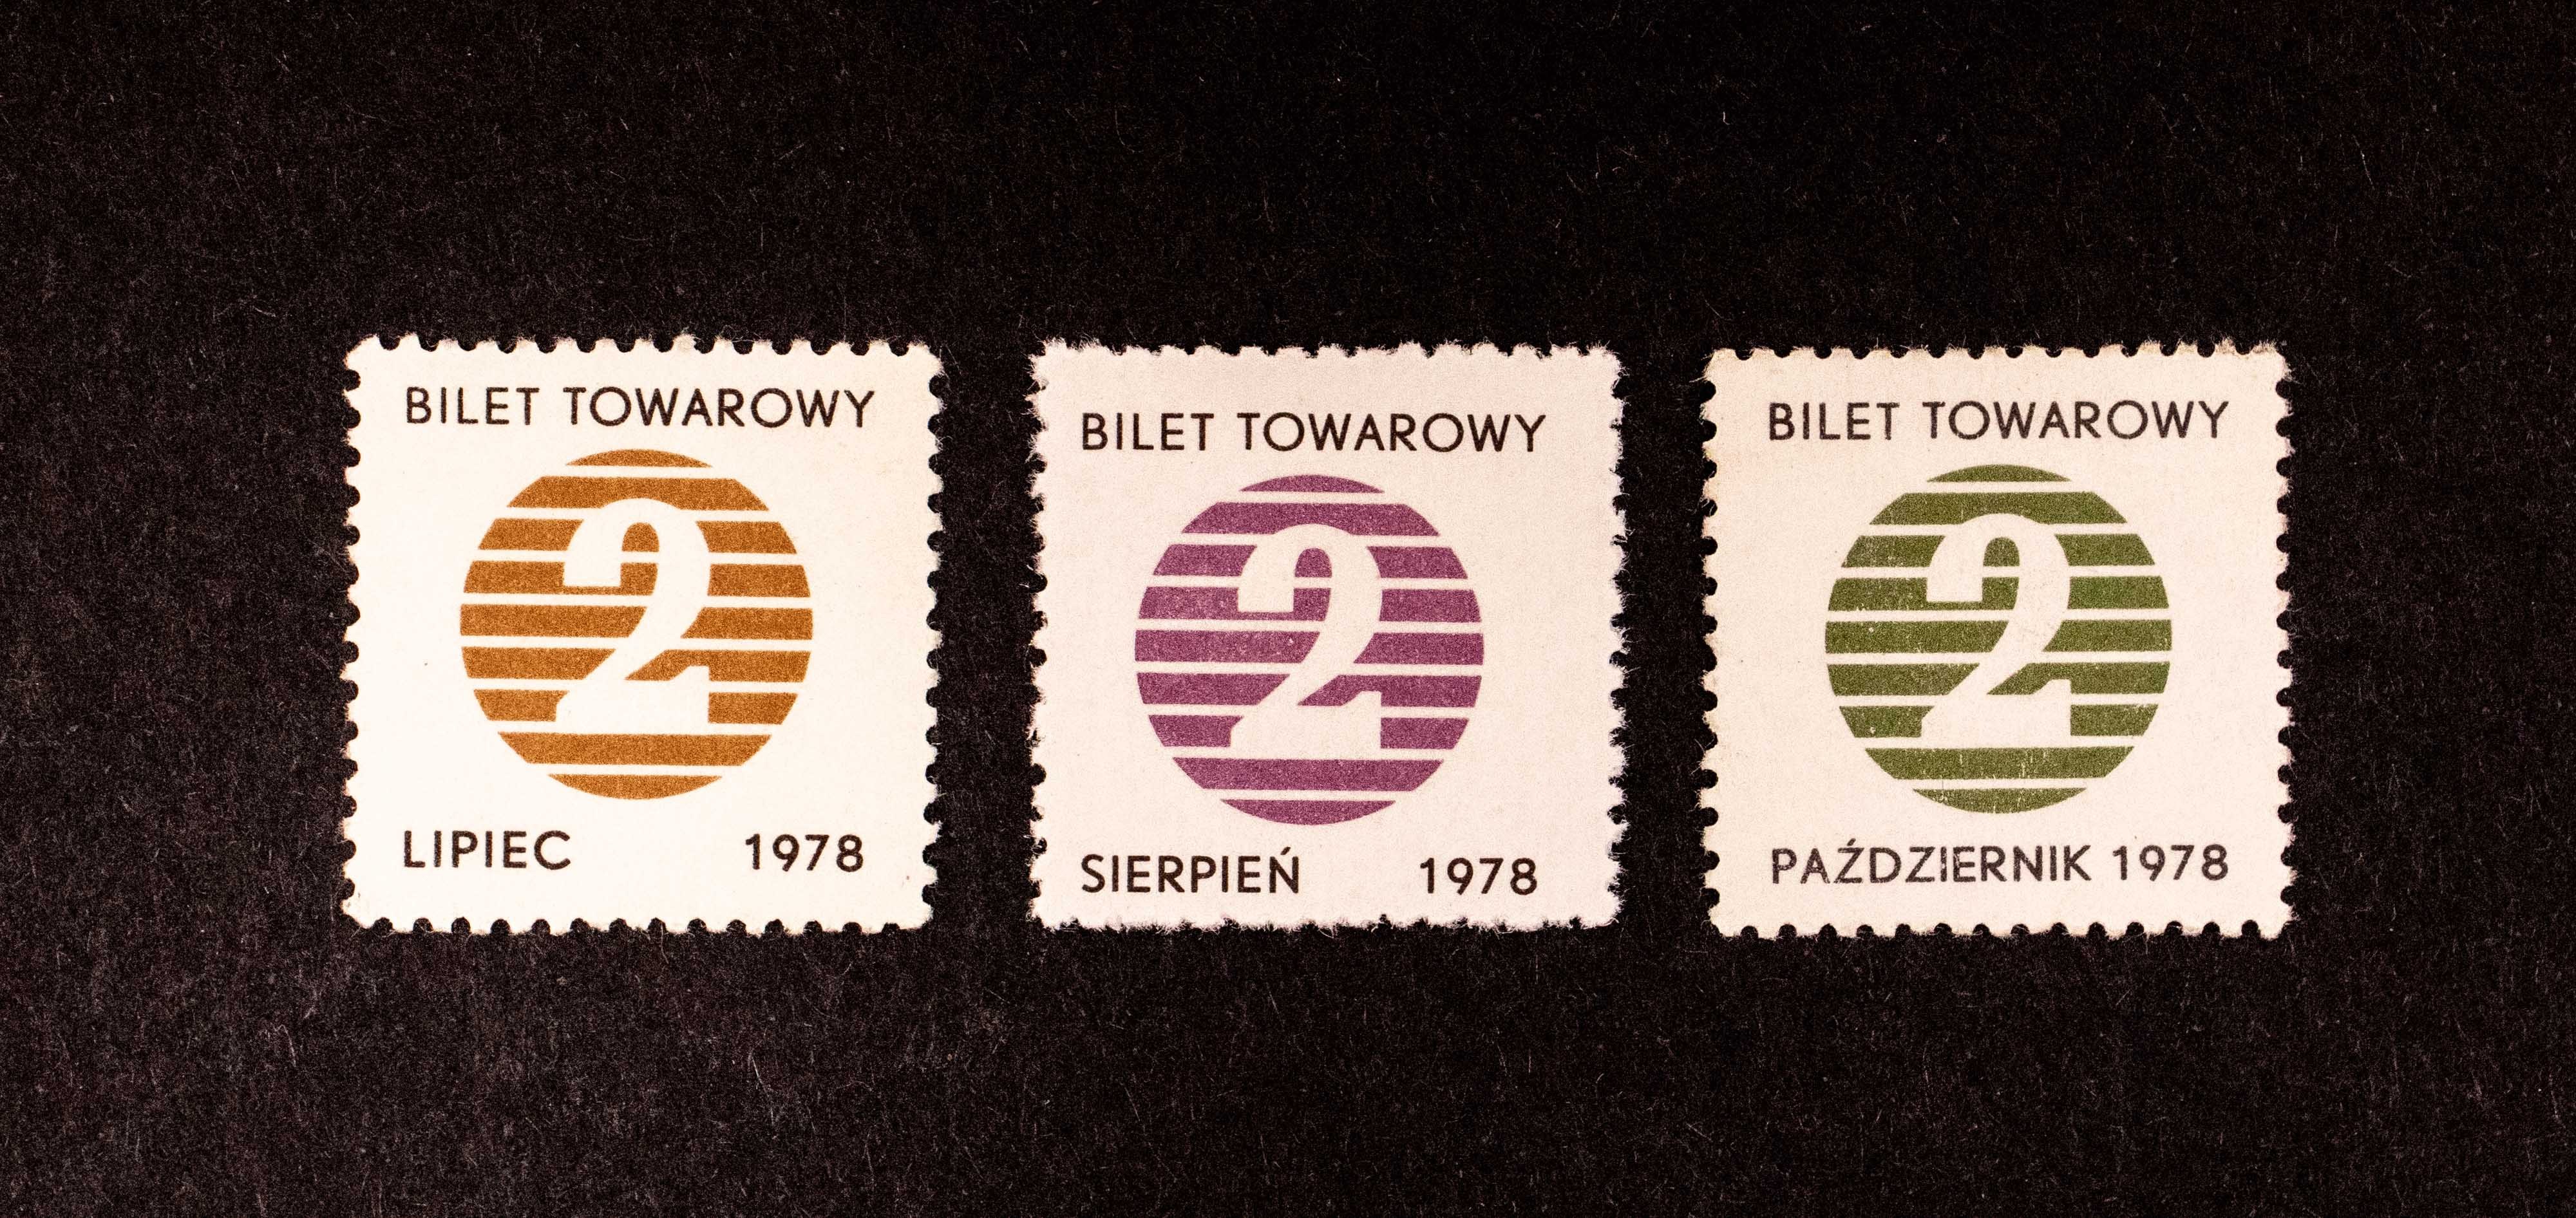 BILET TOWAROWY
2
LIPIEC 1978
BILET TOWAROWY
2
SIERPIEŃ 1978
BILET TOWAROWY
2
PAŹDZIERNIK 1978